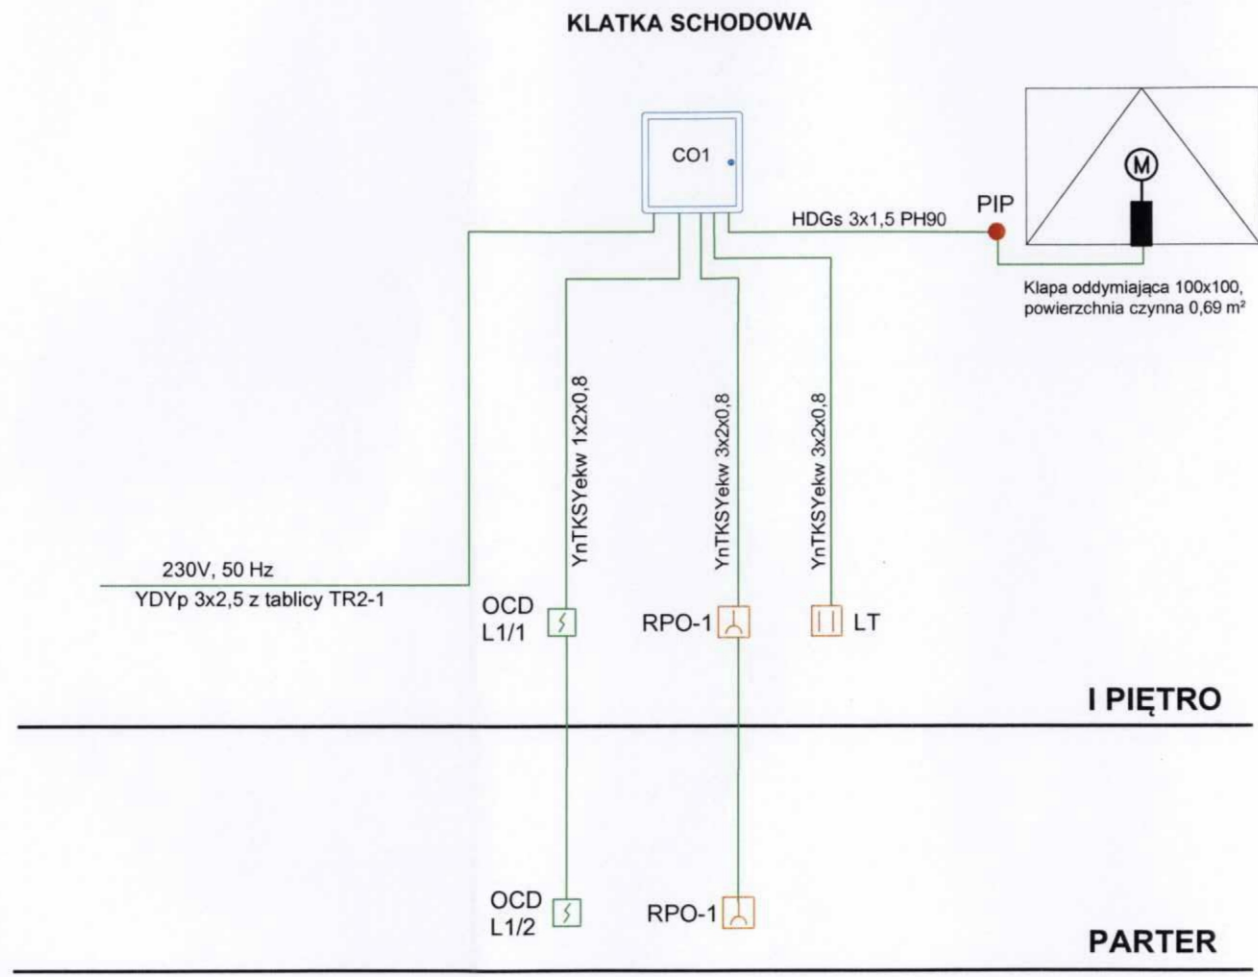 KLATKA SCHODOWA
CO1
HDGs 3x1,5 PH90
PIP
M
Klapa oddymiająca 100x100,
powierzchnia czynna 0,69 m²
YnTKSYekw 1x2x0,8
YnTKSYekw 3x2x0,8
YnTKSYekw 3x2x0,8
230V, 50 Hz
YDYp 3x2,5 z tablicy TR2-1
OCD
L1/1
RPO-1
LT
I PIĘTRO
OCD
L1/2
RPO-1
PARTER